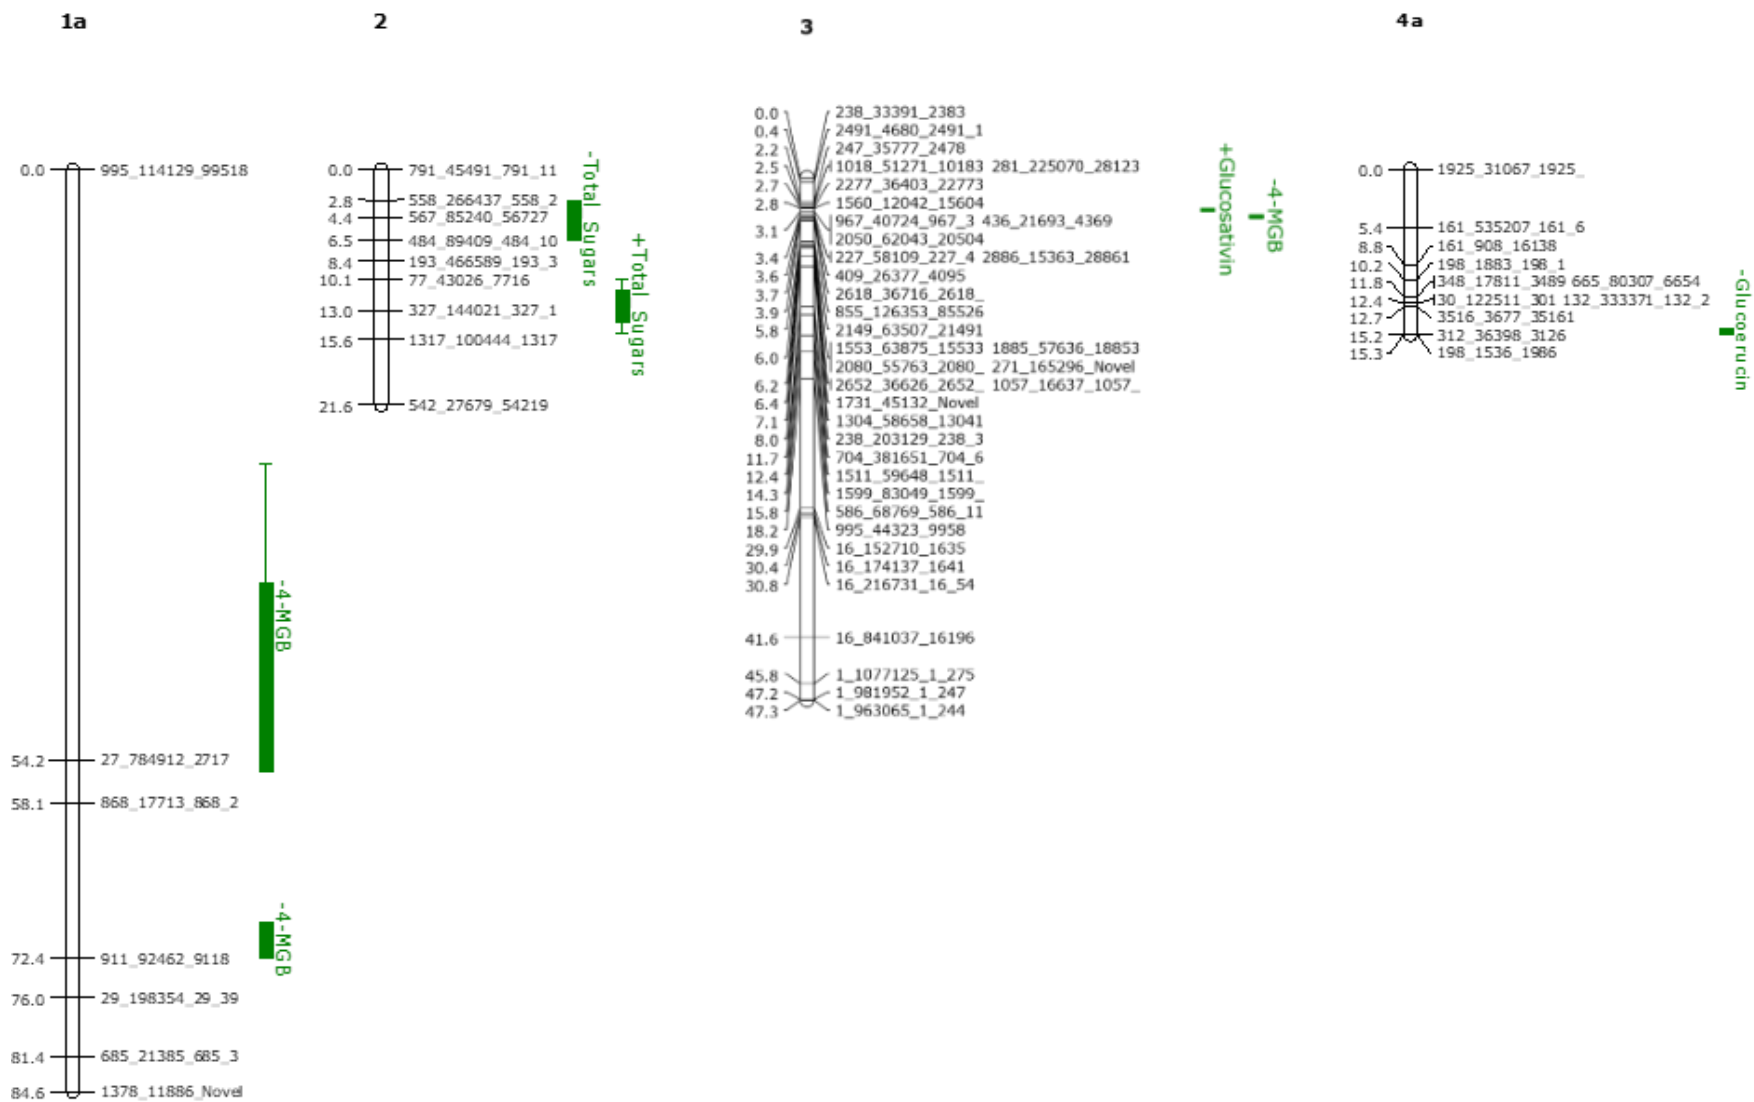 1a
0.0 995_114129_99518
54.2 27_784912_2717
58.1 868_17713_868_2
72.4 911_92462_9118
76.0 29_198354_29_39
81.4 685_21385_685_3
84.6 1378_11886_Novel
-4-MGB
-4-MGB
2
0.0 791_45491_791_11
2.8 558_266437_558_2
4.4 567_85240_56727
6.5 484_89409_484_10
8.4 193_466589_193_3
10.1 77_43026_7716
13.0 327_144021_327_1
15.6 1317_100444_1317
21.6 542_27679_54219
-Total Sugars
+Total Sugars
3
0.0 238_33391_2383
0.4 2491_4680_2491_1
2.2 247_35777_2478
2.5 1018_51271_10183 281_225070_28123
2.7 2277_36403_22773
2.8 1560_12042_15604
967_40724_967_3 436_21693_4369
3.1 2050_62043_20504
3.4 227_58109_227_4 2886_15363_28861
3.6 409_26377_4095
3.7 2618_36716_2618_
3.9 855_126353_85526
5.8 2149_63507_21491
1553_63875_15533 1885_57636_18853
6.0 2080_55763_2080_ 271_165296_Novel
6.2 2652_36626_2652_ 1057_16637_1057_
6.4 1731_45132_Novel
7.1 1304_58658_13041
8.0 238_203129_238_3
11.7 704_381651_704_6
12.4 1511_59648_1511_
14.3 1599_83049_1599_
15.8 586_68769_586_11
18.2 995_44323_9958
29.9 16_152710_1635
30.4 16_174137_1641
30.8 16_216731_16_54
41.6 16_841037_16196
45.8 1_1077125_1_275
47.2 1_981952_1_247
47.3 1_963065_1_244
+Glucosativin
-4-MGB
4a
0.0 1925_31067_1925_
5.4 161_535207_161_6
8.8 161_908_16138
10.2 198_1883_198_1
11.8 348_17811_3489 665_80307_6654
12.4 30_122511_301 132_333371_132_2
12.7 3516_3677_35161
15.2 312_36398_3126
15.3 198_1536_1986
-Glucoerucin